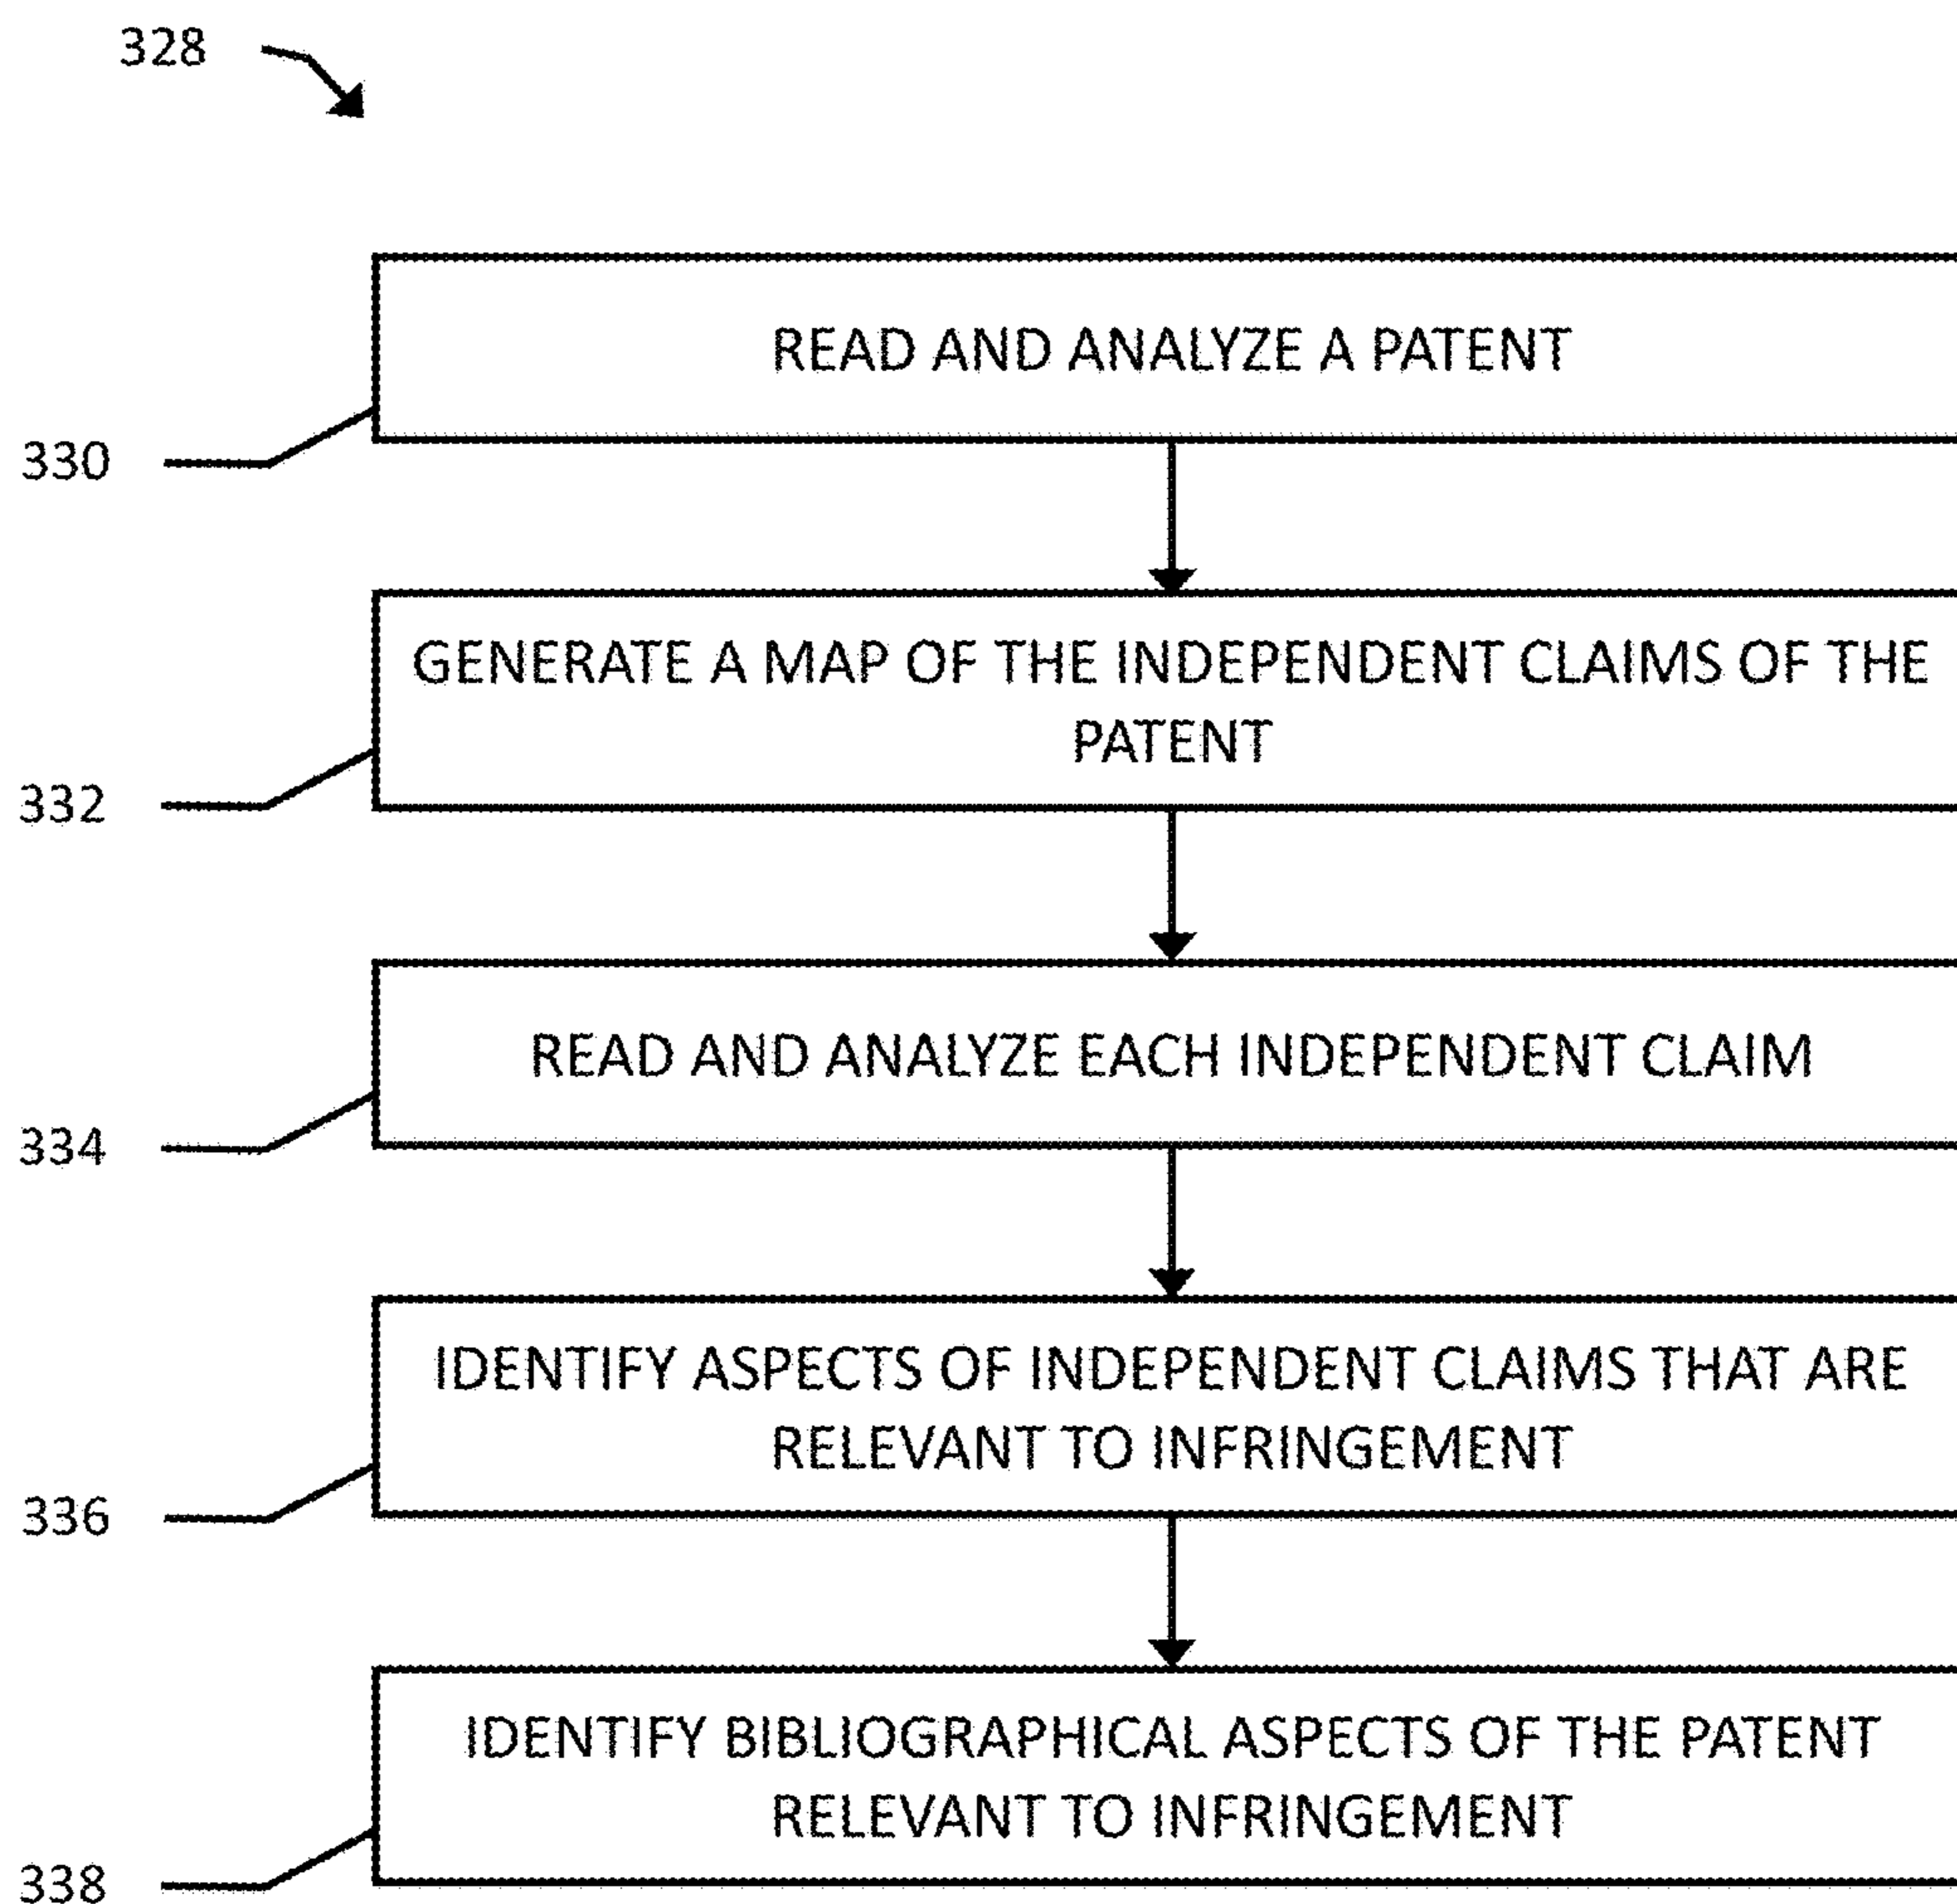 328
READ AND ANALYZE A PATENT
330
GENERATE A MAP OF THE INDEPENDENT CLAIMS OF THE
PATENT
332
READ AND ANALYZE EACH INDEPENDENT CLAIM
334
IDENTIFY ASPECTS OF INDEPENDENT CLAIMS THAT ARE
RELEVANT TO INFRINGEMENT
336
IDENTIFY BIBLIOGRAPHICAL ASPECTS OF THE PATENT
RELEVANT TO INFRINGEMENT
338